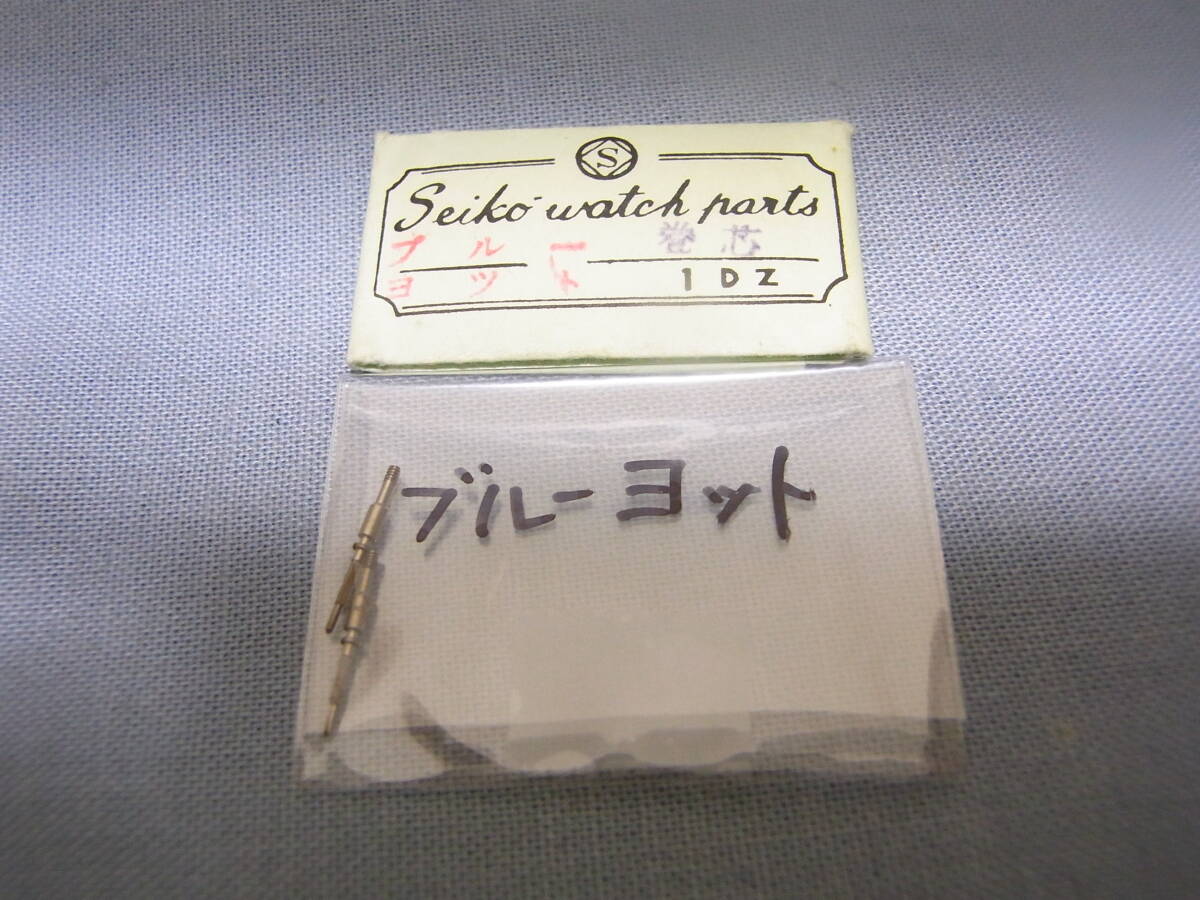 S
Seiko watch parts
ブルー 巻芯
ヨット 1DZ
ブルーヨット